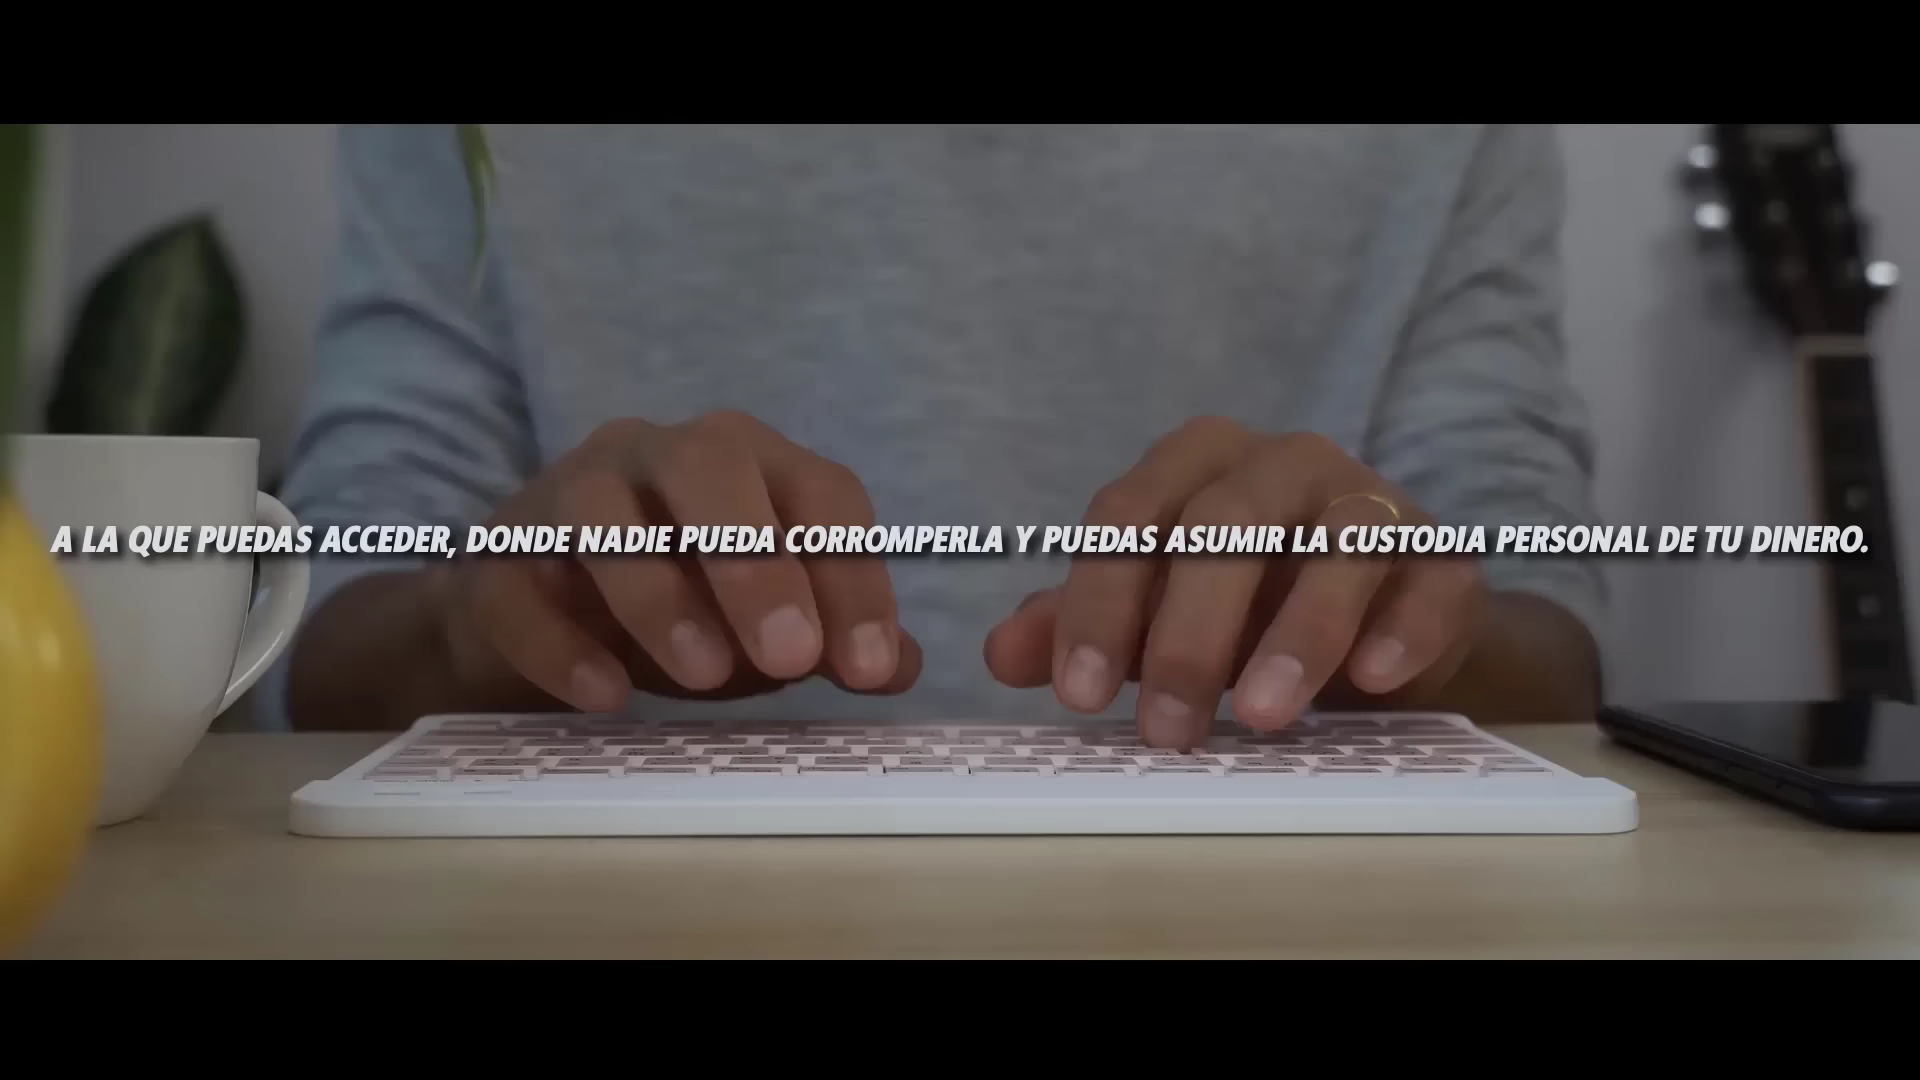 A LA QUE PUEDAS ACCEDER, DONDE NADIE PUEDA CORROMPERLA Y PUEDAS ASUMIR LA CUSTODIA PERSONAL DE TU DINERO.